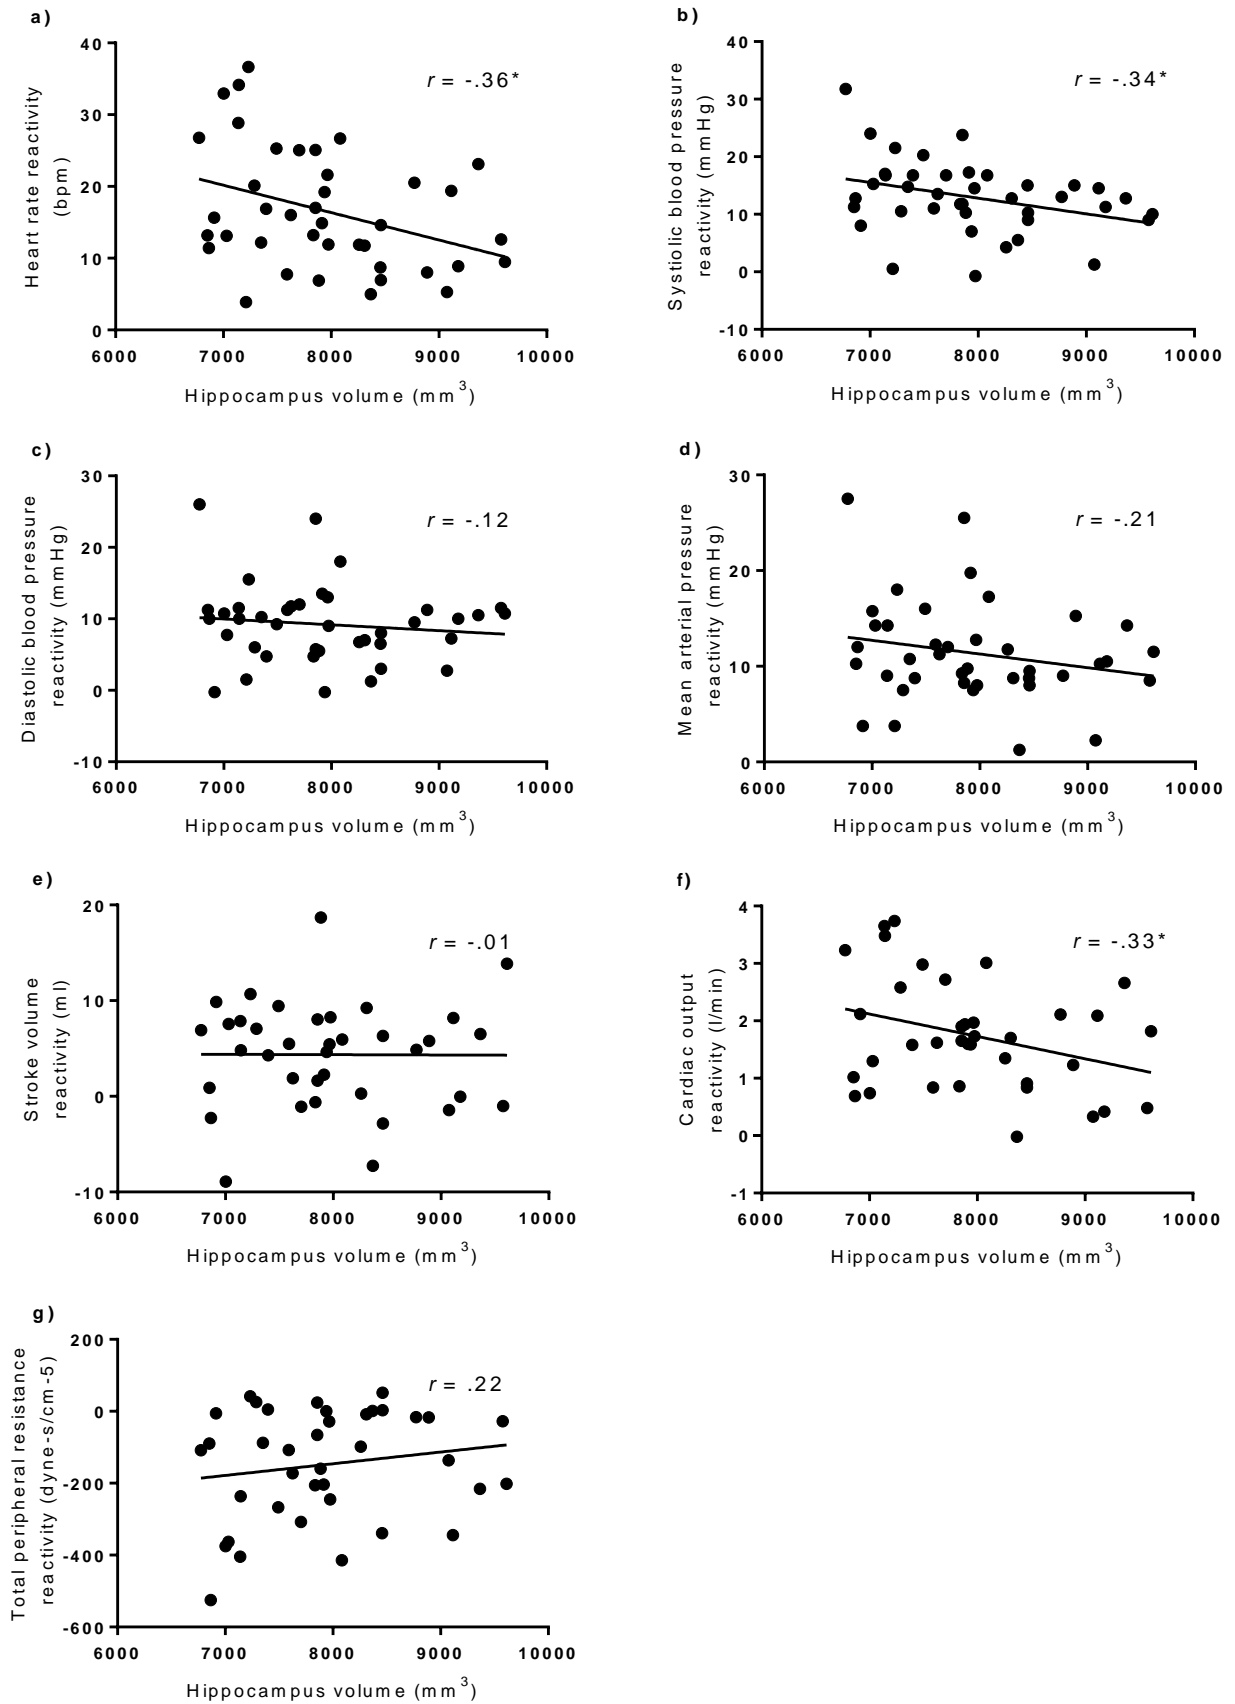 a)
Heart rate reactivity
(bpm)
40
30
20
10
0
r = -.36*
6000 7000 8000 9000 10000
Hippocampus volume (mm3)
b)
Systiolic blood pressure
reactivity (mmHg)
40
30
20
10
0
-10
r = -.34*
6000 7000 8000 9000 10000
Hippocampus volume (mm3)
c)
Diastolic blood pressure
reactivity (mmHg)
30
20
10
0
-10
r = -.12
6000 7000 8000 9000 10000
Hippocampus volume (mm3)
d)
Mean arterial pressure
reactivity (mmHg)
30
20
10
0
r = -.21
6000 7000 8000 9000 10000
Hippocampus volume (mm3)
e)
Stroke volume
reactivity (ml)
20
10
0
-10
r = -.01
6000 7000 8000 9000 10000
Hippocampus volume (mm3)
f)
Cardiac output
reactivity (l/min)
4
3
2
1
0
-1
r = -.33*
6000 7000 8000 9000 10000
Hippocampus volume (mm3)
g)
Total peripheral resistance
reactivity (dyne-s/cm-5)
200
0
-200
-400
-600
r = .22
6000 7000 8000 9000 10000
Hippocampus volume (mm3)